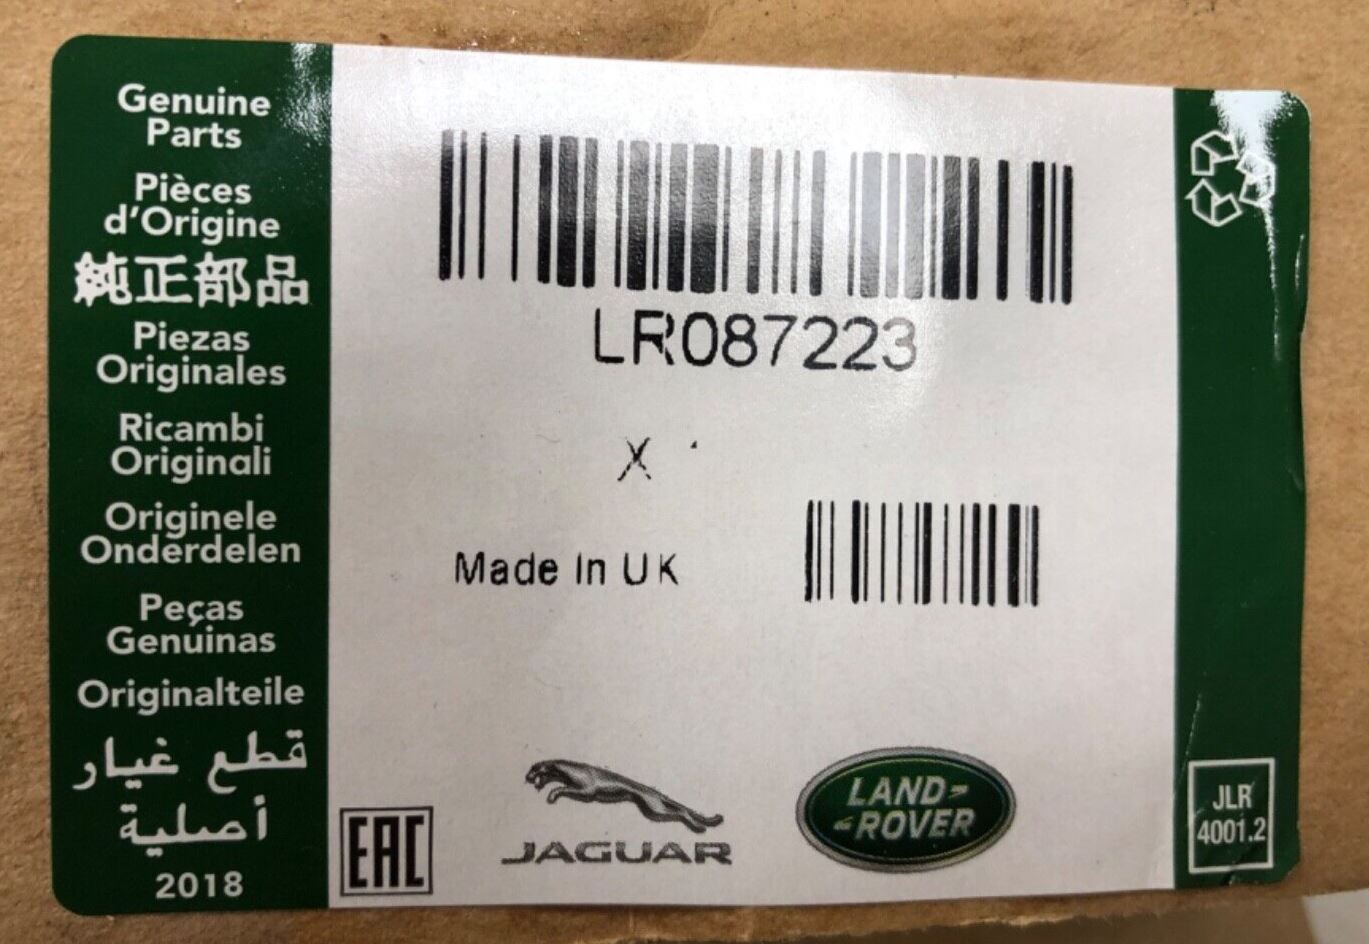 Genuine
Parts
Pièces
d'Origine
純正部品
Piezas
Originales
Ricambi
Originali
Originele
Onderdelen
Peças
Genuinas
Originalteile
قطع غيار
أصلية
2018
LR087223
X
Made In UK
EAC
JAGUAR
LAND-
-ROVER
JLR
4001.2